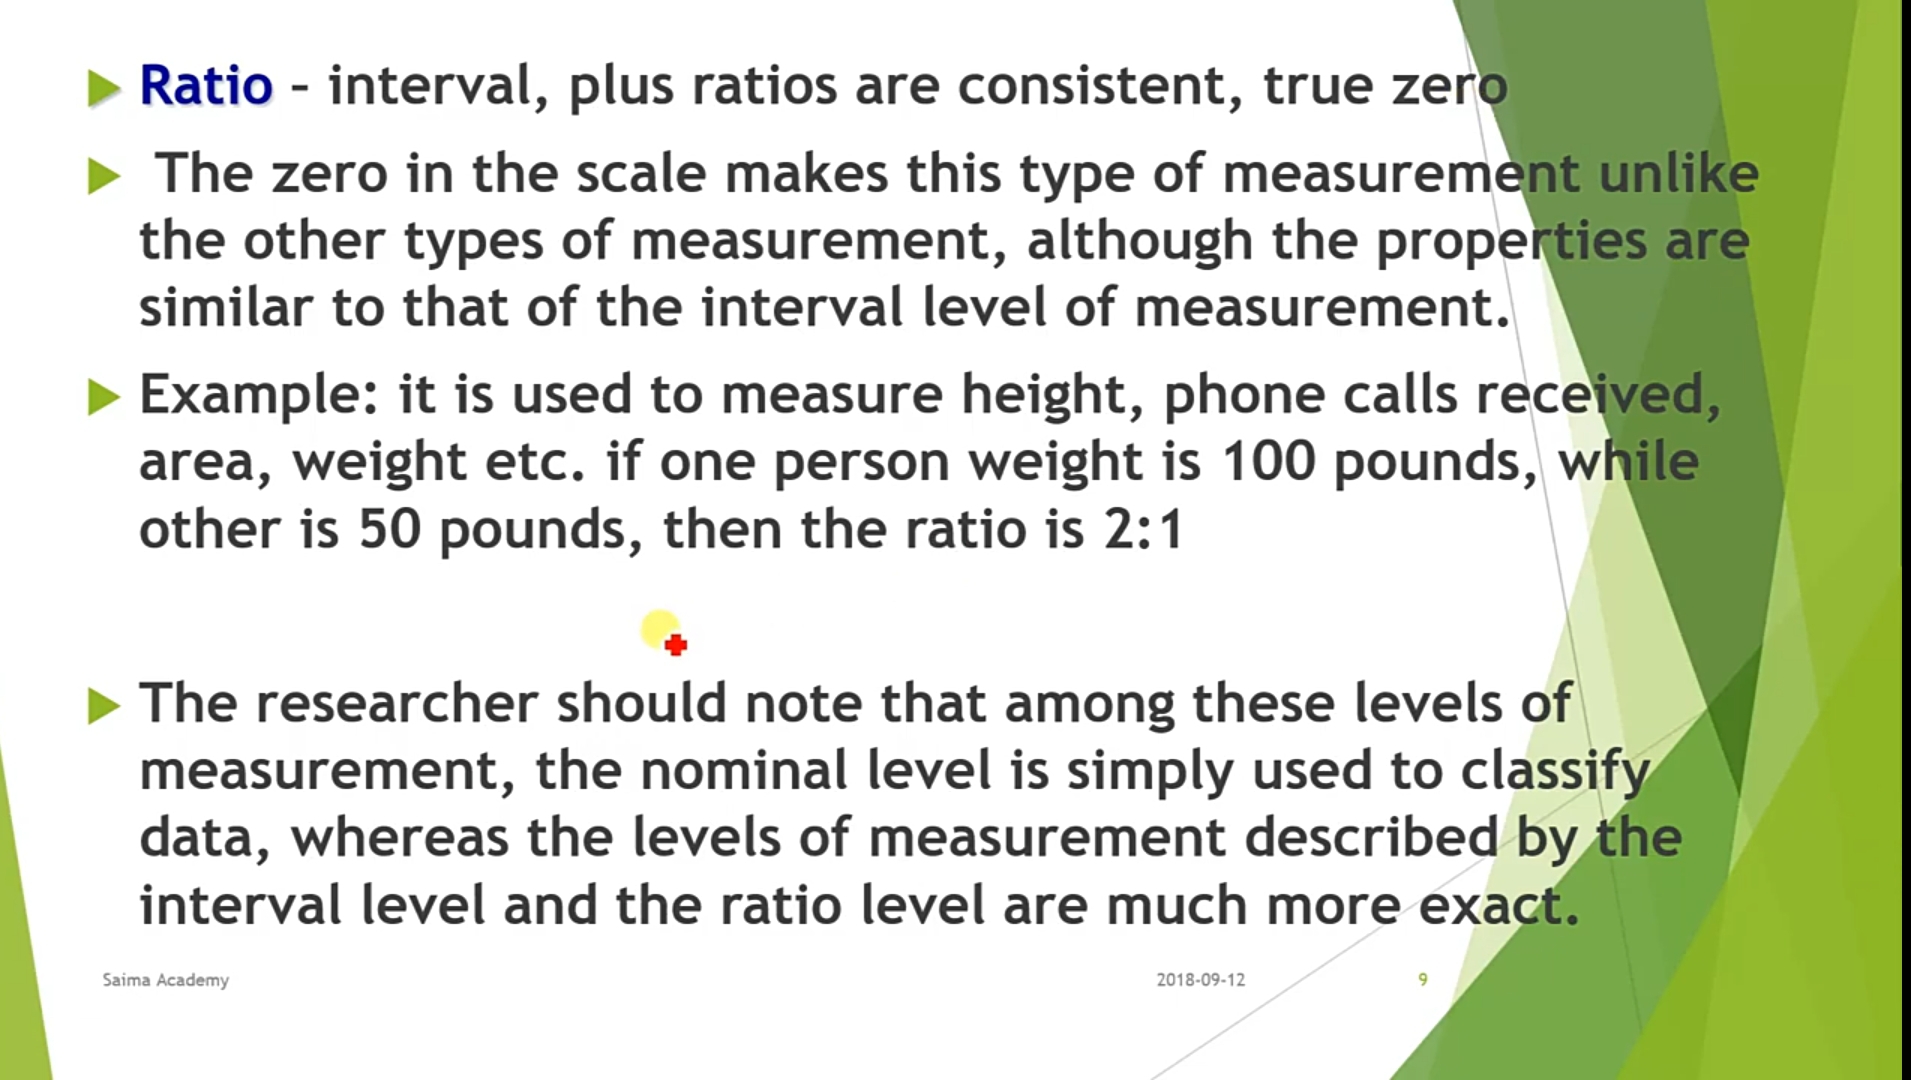 Ratio – interval, plus ratios are consistent, true zero
The zero in the scale makes this type of measurement unlike
the other types of measurement, although the properties are
similar to that of the interval level of measurement.
Example: it is used to measure height, phone calls received,
area, weight etc. if one person weight is 100 pounds, while
other is 50 pounds, then the ratio is 2:1
The researcher should note that among these levels of
measurement, the nominal level is simply used to classify
data, whereas the levels of measurement described by the
interval level and the ratio level are much more exact.
Saima Academy 2018-09-12 9